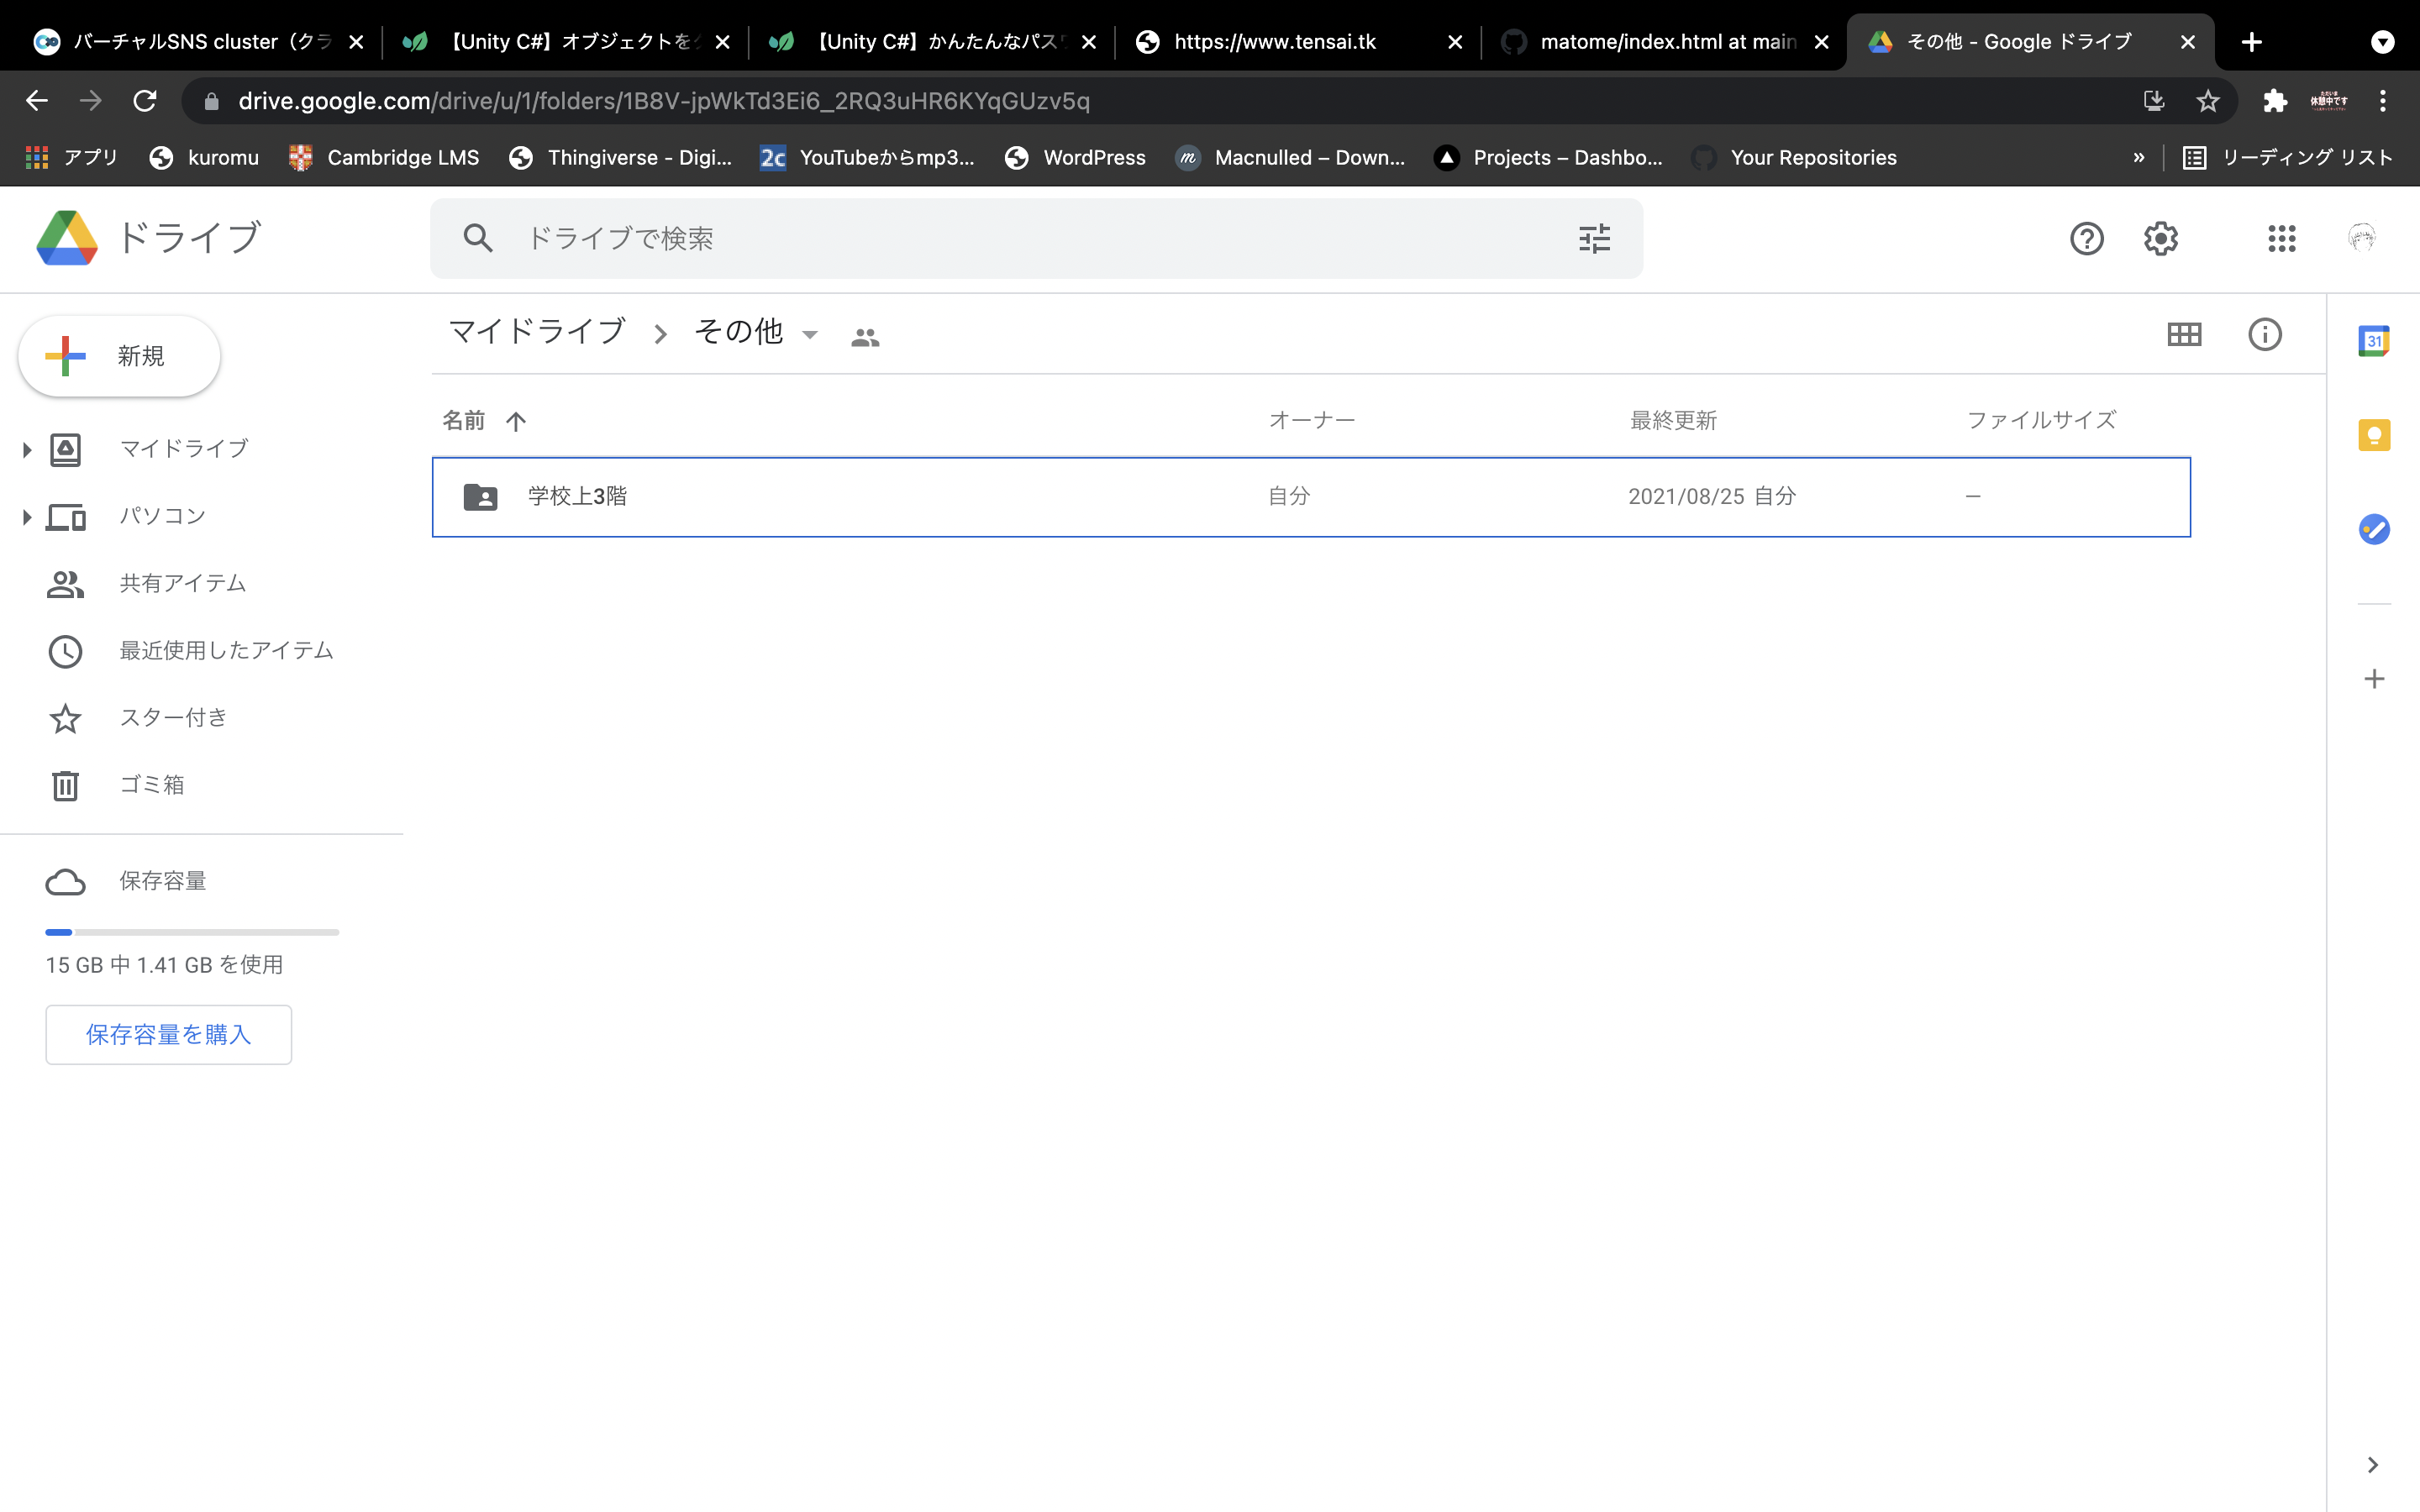 バーチャルSNS cluster（クラ
【Unity C#】オブジェクトを
【Unity C#】かんたんなパス
https://www.tensai.tk
matome/index.html at main
その他 - Google ドライブ
drive.google.com/drive/u/1/folders/1B8V-jpWkTd3Ei6_2RQ3uHR6KYqGUzv5q
ただいま
休憩中です
アプリ
kuromu
Cambridge LMS
Thingiverse - Digi...
2c YouTubeからmp3...
WordPress
m Macnulled – Down...
Projects – Dashbo...
Your Repositories
»
リーディング リスト
ドライブ
ドライブで検索
新規
マイドライブ
その他
31
名前
オーナー
最終更新
ファイルサイズ
学校上3階
自分
2021/08/25 自分
–
マイドライブ
パソコン
共有アイテム
最近使用したアイテム
スター付き
ゴミ箱
保存容量
15 GB 中 1.41 GB を使用
保存容量を購入